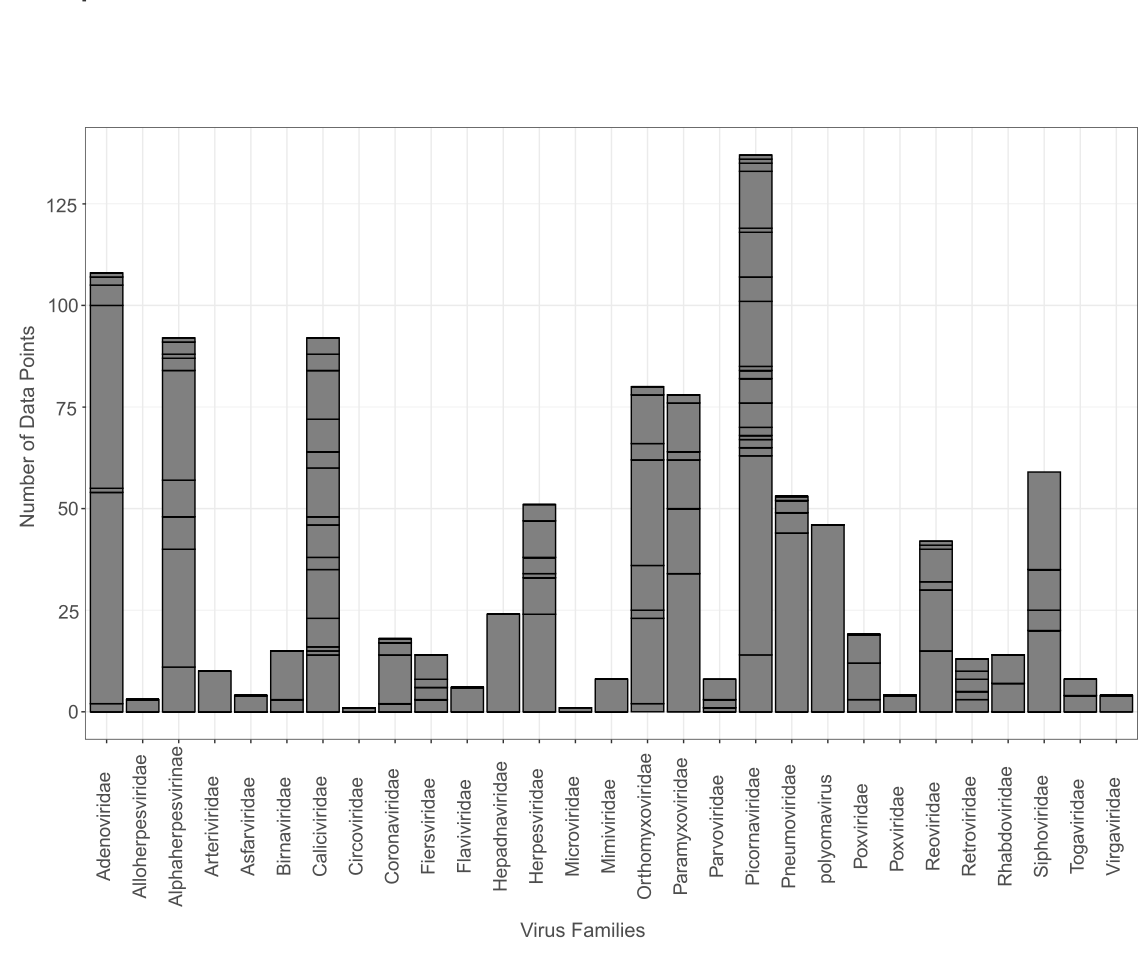 125
100
75
50
25
0
Number of Data Points
Adenoviridae
Alloherpesviridae
Alphaherpesvirinae
Arteriviridae
Asfarviridae
Birnaviridae
Caliciviridae
Circoviridae
Coronaviridae
Fiersviridae
Flaviviridae
Hepadnaviridae
Herpesviridae
Microviridae
Mimiviridae
Orthomyxoviridae
Paramyxoviridae
Parvoviridae
Picornaviridae
Pneumoviridae
polyomavirus
Poxviridae
Poxviridae
Reoviridae
Retroviridae
Rhabdoviridae
Siphoviridae
Togaviridae
Virgaviridae
Virus Families